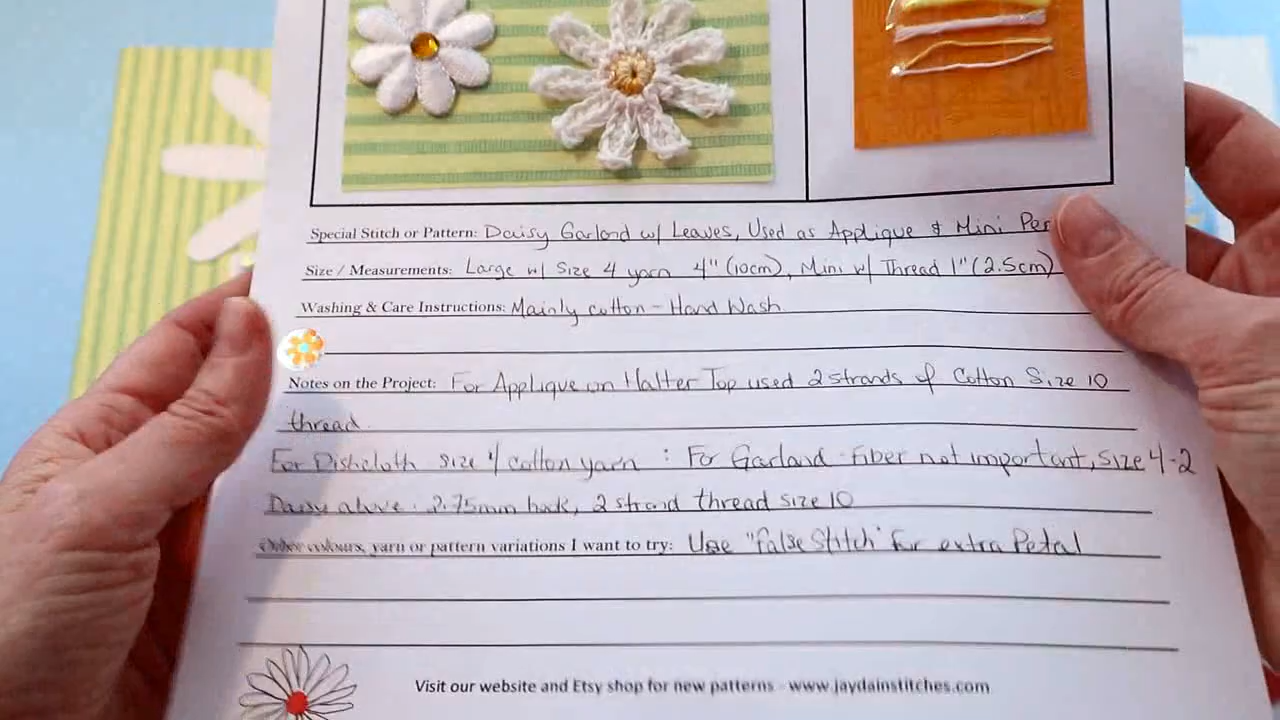 Special Stitch or Pattern: Daisy Garland w/ Leaves, Used as Applique & Mini Per
Size / Measurements: Large w/ Size 4 yarn 4" (10cm), Mini w/ Thread 1" (2.5cm)
Washing & Care Instructions: Mainly cotton - Hand Wash
Notes on the Project: For Applique on Halter Top used 2 strands of Cotton Size 10
thread.
For Dishcloth size 4 cotton yarn : For Garland - Fiber not important, size 4-2
Daisy above : 2.75mm hook, 2 strand thread size 10
Other colours, yarn or pattern variations I want to try: Use "false Stitch" for extra Petal
Visit our website and Etsy shop for new patterns - www.jaydainstitches.com